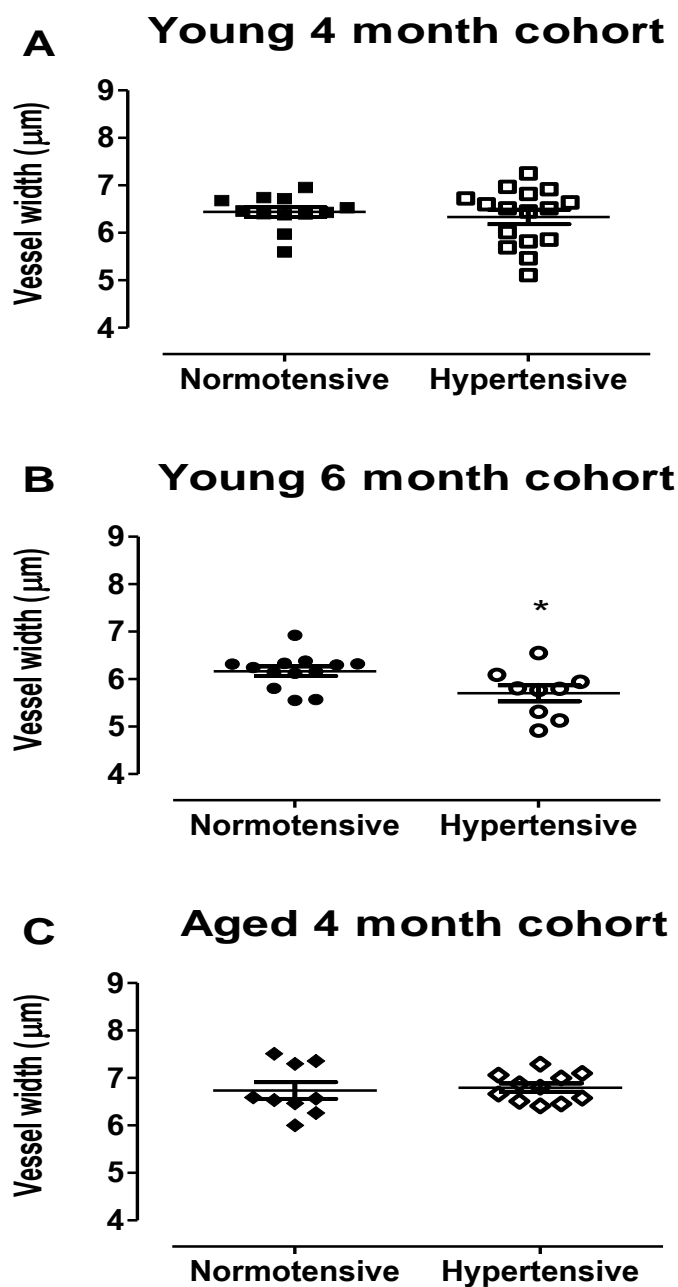 A Young 4 month cohort
Vessel width (μm)
9
8
7
6
5
4
Normotensive Hypertensive
B Young 6 month cohort
Vessel width (μm)
9
8
7
6
5
4
*
Normotensive Hypertensive
C Aged 4 month cohort
Vessel width (μm)
9
8
7
6
5
4
Normotensive Hypertensive